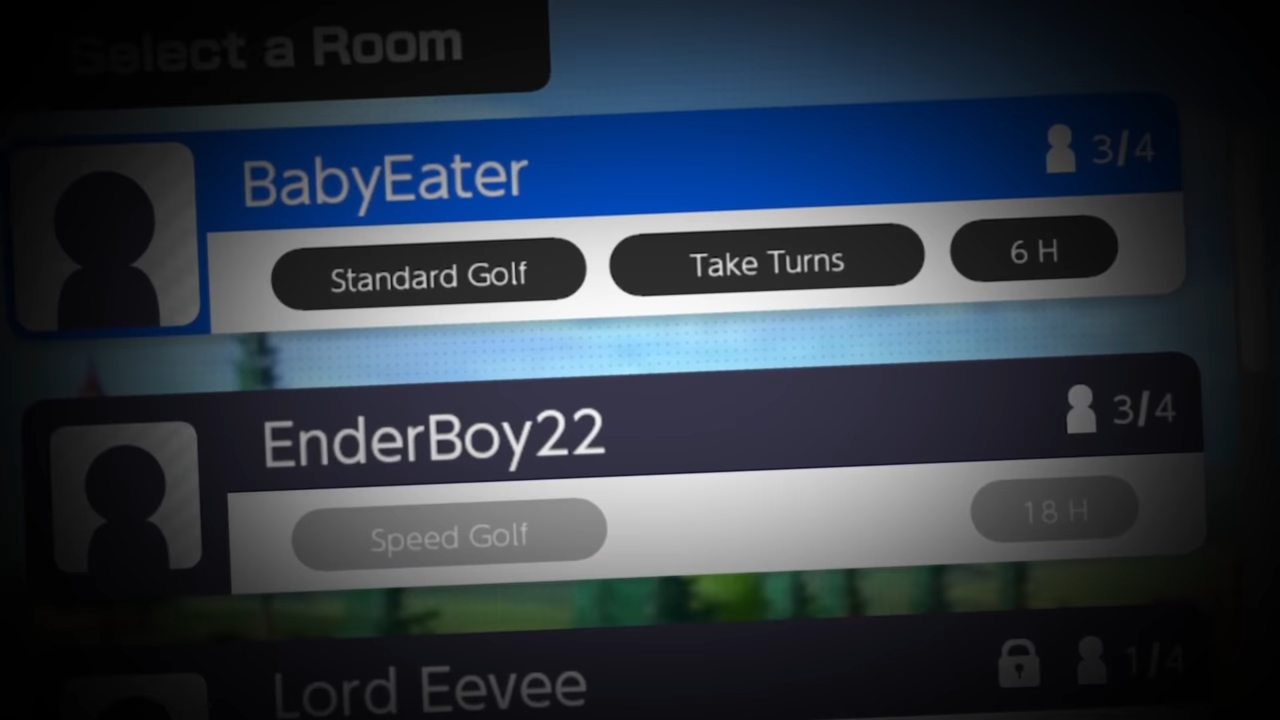 Select a Room
BabyEater
3/4
Standard Golf
Take Turns
6 H
EnderBoy22
3/4
Speed Golf
18 H
Lord Eevee
1/4